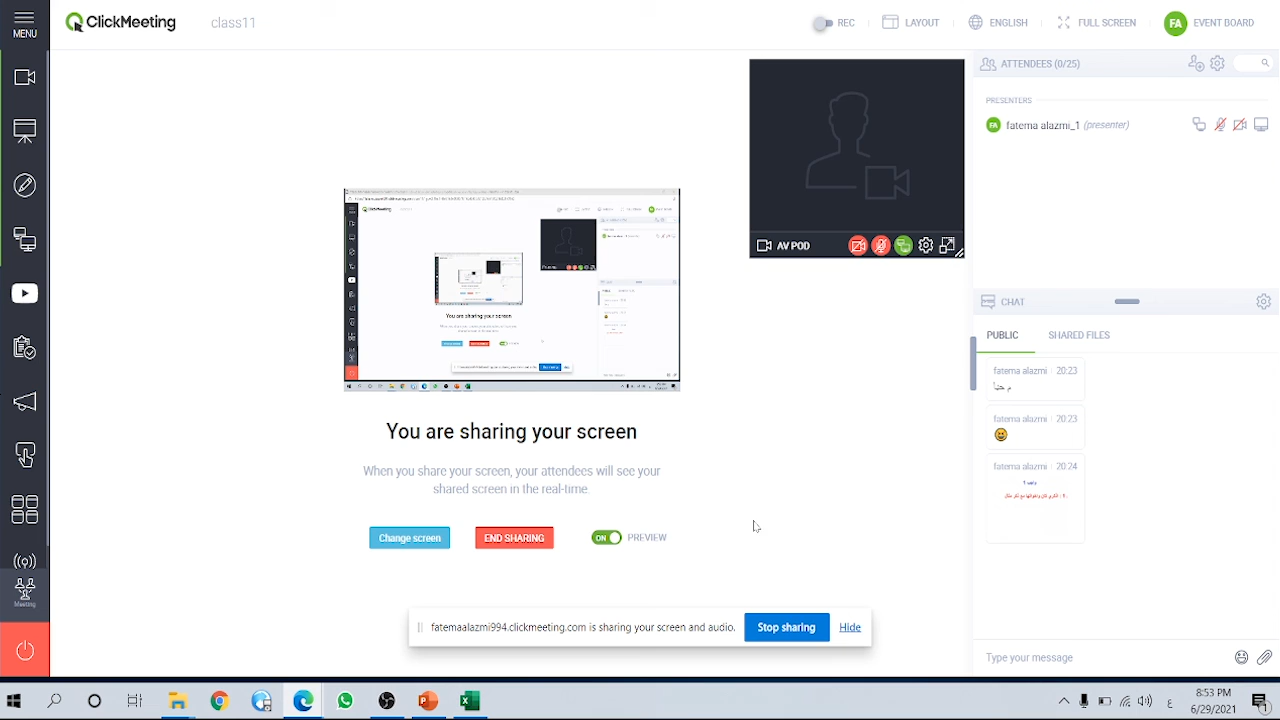 MENU
ClickMeeting
class11
REC
LAYOUT
ENGLISH
FULL SCREEN
FA
EVENT BOARD
ATTENDEES (0/25)
PRESENTERS
FA fatema alazmi_1 (presenter)
AV POD
CHAT
PUBLIC
SHARED FILES
fatema alazmi 20:23
fatema alazmi 20:23
fatema alazmi 20:24
You are sharing your screen
When you share your screen, your attendees will see your
shared screen in the real-time.
Change screen
END SHARING
ON
PREVIEW
fatemaalazmi994.clickmeeting.com is sharing your screen and audio.
Stop sharing
Hide
Meeting
Type your message
8:53 PM
6/29/2021